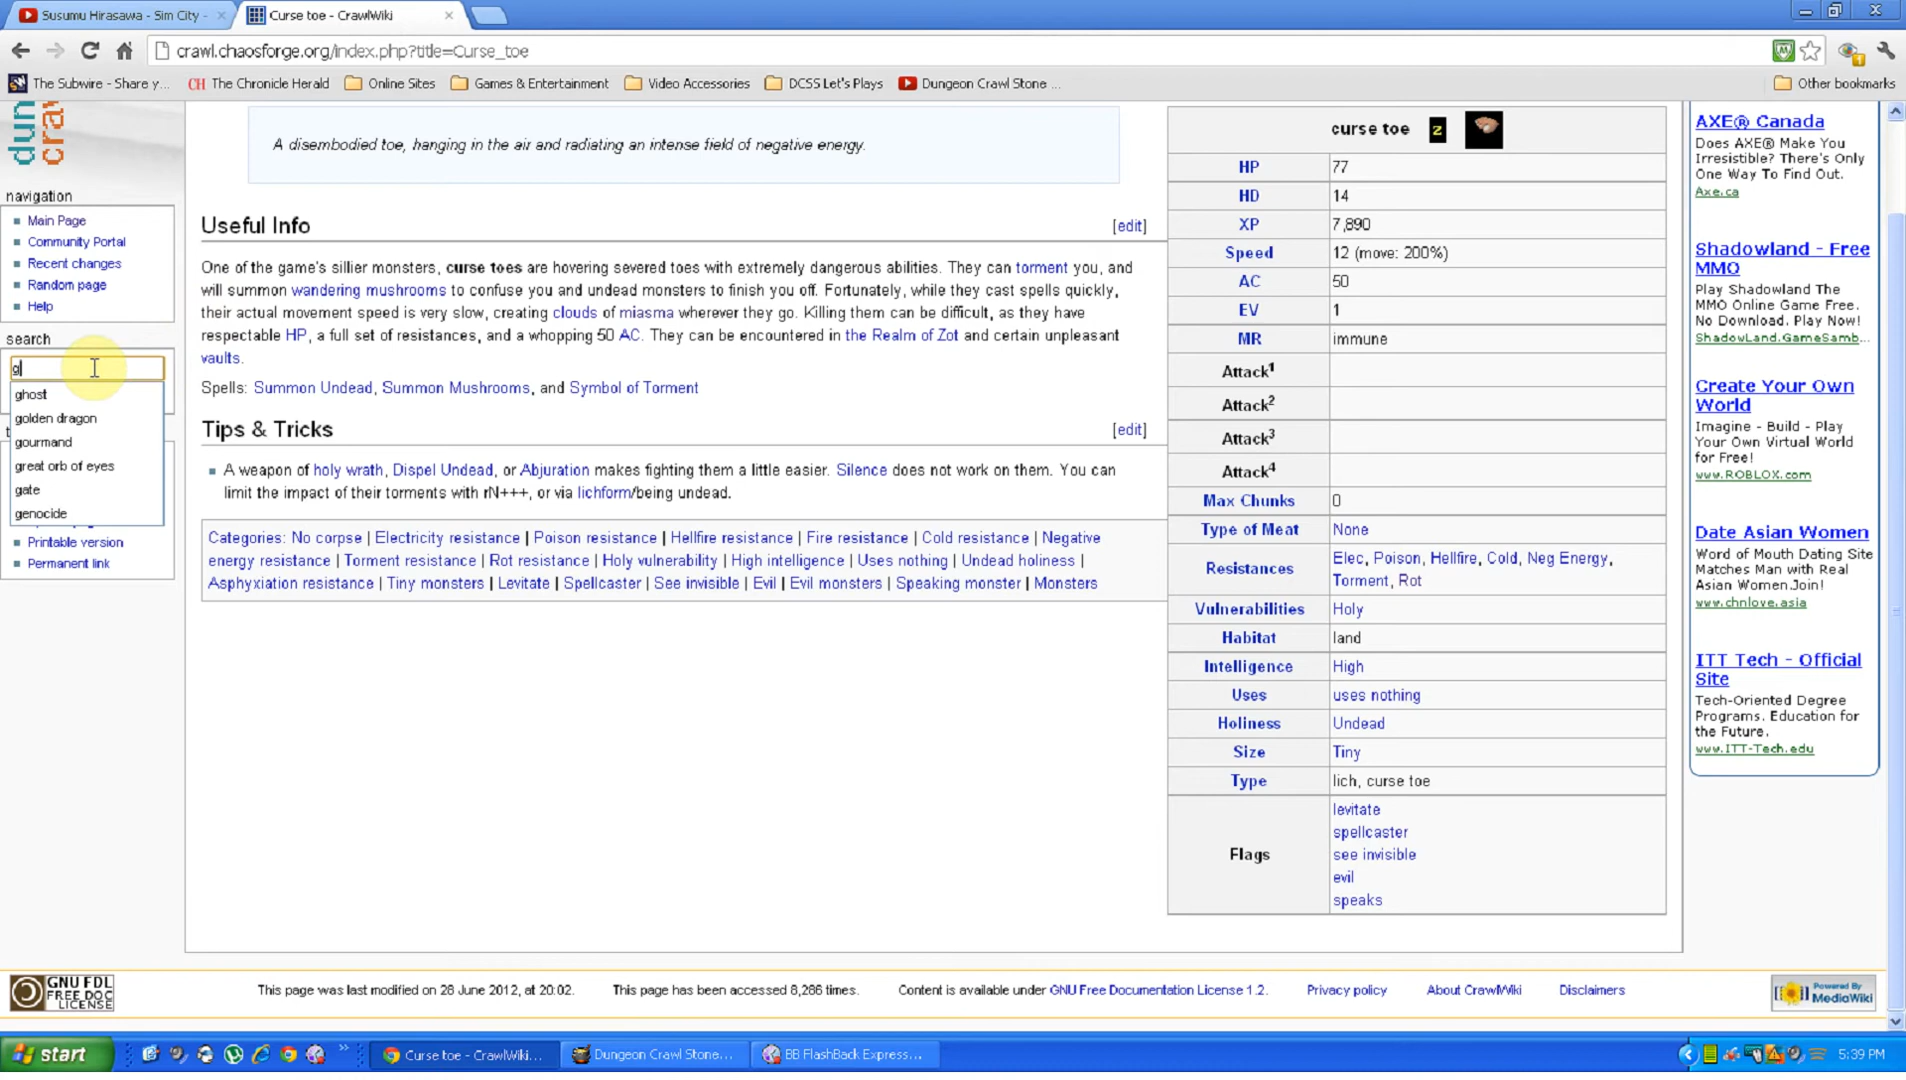 Susumu Hirasawa - Sim City -
Curse toe - CrawlWiki
crawl.chaosforge.org/index.php?title=Curse_toe
The Subwire - Share y...
CH The Chronicle Herald
Online Sites
Games & Entertainment
Video Accessories
DCSS Let's Plays
Dungeon Crawl Stone ...
Other bookmarks
dun
craw
navigation
Main Page
Community Portal
Recent changes
Random page
Help
search
g
ghost
golden dragon
gourmand
great orb of eyes
gate
genocide
t
Printable version
Permanent link
A disembodied toe, hanging in the air and radiating an intense field of negative energy.
Useful Info [edit]
One of the game's sillier monsters, curse toes are hovering severed toes with extremely dangerous abilities. They can torment you, and
will summon wandering mushrooms to confuse you and undead monsters to finish you off. Fortunately, while they cast spells quickly,
their actual movement speed is very slow, creating clouds of miasma wherever they go. Killing them can be difficult, as they have
respectable HP, a full set of resistances, and a whopping 50 AC. They can be encountered in the Realm of Zot and certain unpleasant
vaults.
Spells: Summon Undead, Summon Mushrooms, and Symbol of Torment
Tips & Tricks [edit]
A weapon of holy wrath, Dispel Undead, or Abjuration makes fighting them a little easier. Silence does not work on them. You can
limit the impact of their torments with rN+++, or via lichform/being undead.
Categories: No corpse | Electricity resistance | Poison resistance | Hellfire resistance | Fire resistance | Cold resistance | Negative
energy resistance | Torment resistance | Rot resistance | Holy vulnerability | High intelligence | Uses nothing | Undead holiness |
Asphyxiation resistance | Tiny monsters | Levitate | Spellcaster | See invisible | Evil | Evil monsters | Speaking monster | Monsters
curse toe z
HP 77
HD 14
XP 7,890
Speed 12 (move: 200%)
AC 50
EV 1
MR immune
Attack1
Attack2
Attack3
Attack4
Max Chunks 0
Type of Meat None
Resistances Elec, Poison, Hellfire, Cold, Neg Energy,
Torment, Rot
Vulnerabilities Holy
Habitat land
Intelligence High
Uses uses nothing
Holiness Undead
Size Tiny
Type lich, curse toe
Flags
levitate
spellcaster
see invisible
evil
speaks
AXE® Canada
Does AXE® Make You
Irresistible? There's Only
One Way To Find Out.
Axe.ca
Shadowland - Free
MMO
Play Shadowland The
MMO Online Game Free.
No Download. Play Now!
ShadowLand.GameSamb...
Create Your Own
World
Imagine - Build - Play
Your Own Virtual World
for Free!
www.ROBLOX.com
Date Asian Women
Word of Mouth Dating Site
Matches Man with Real
Asian Women.Join!
www.chnlove.asia
ITT Tech - Official
Site
Tech-Oriented Degree
Programs. Education for
the Future.
www.ITT-Tech.edu
GNU FDL
FREE DOC
LICENSE
This page was last modified on 28 June 2012, at 20:02.
This page has been accessed 8,266 times.
Content is available under GNU Free Documentation License 1.2.
Privacy policy
About CrawlWiki
Disclaimers
Powered By
MediaWiki
start
Curse toe - CrawlWiki...
Dungeon Crawl Stone...
BB FlashBack Express...
5:39 PM